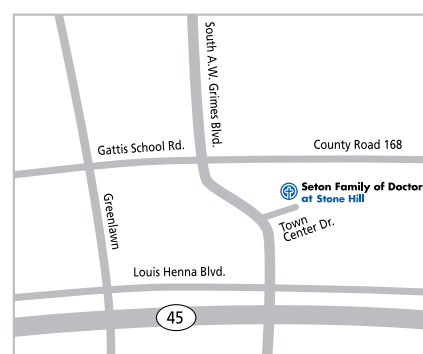 South A.W. Grimes Blvd.
Gattis School Rd.
County Road 168
Seton Family of Doctor
at Stone Hill
Greenlawn
Town
Center Dr.
Louis Henna Blvd.
45